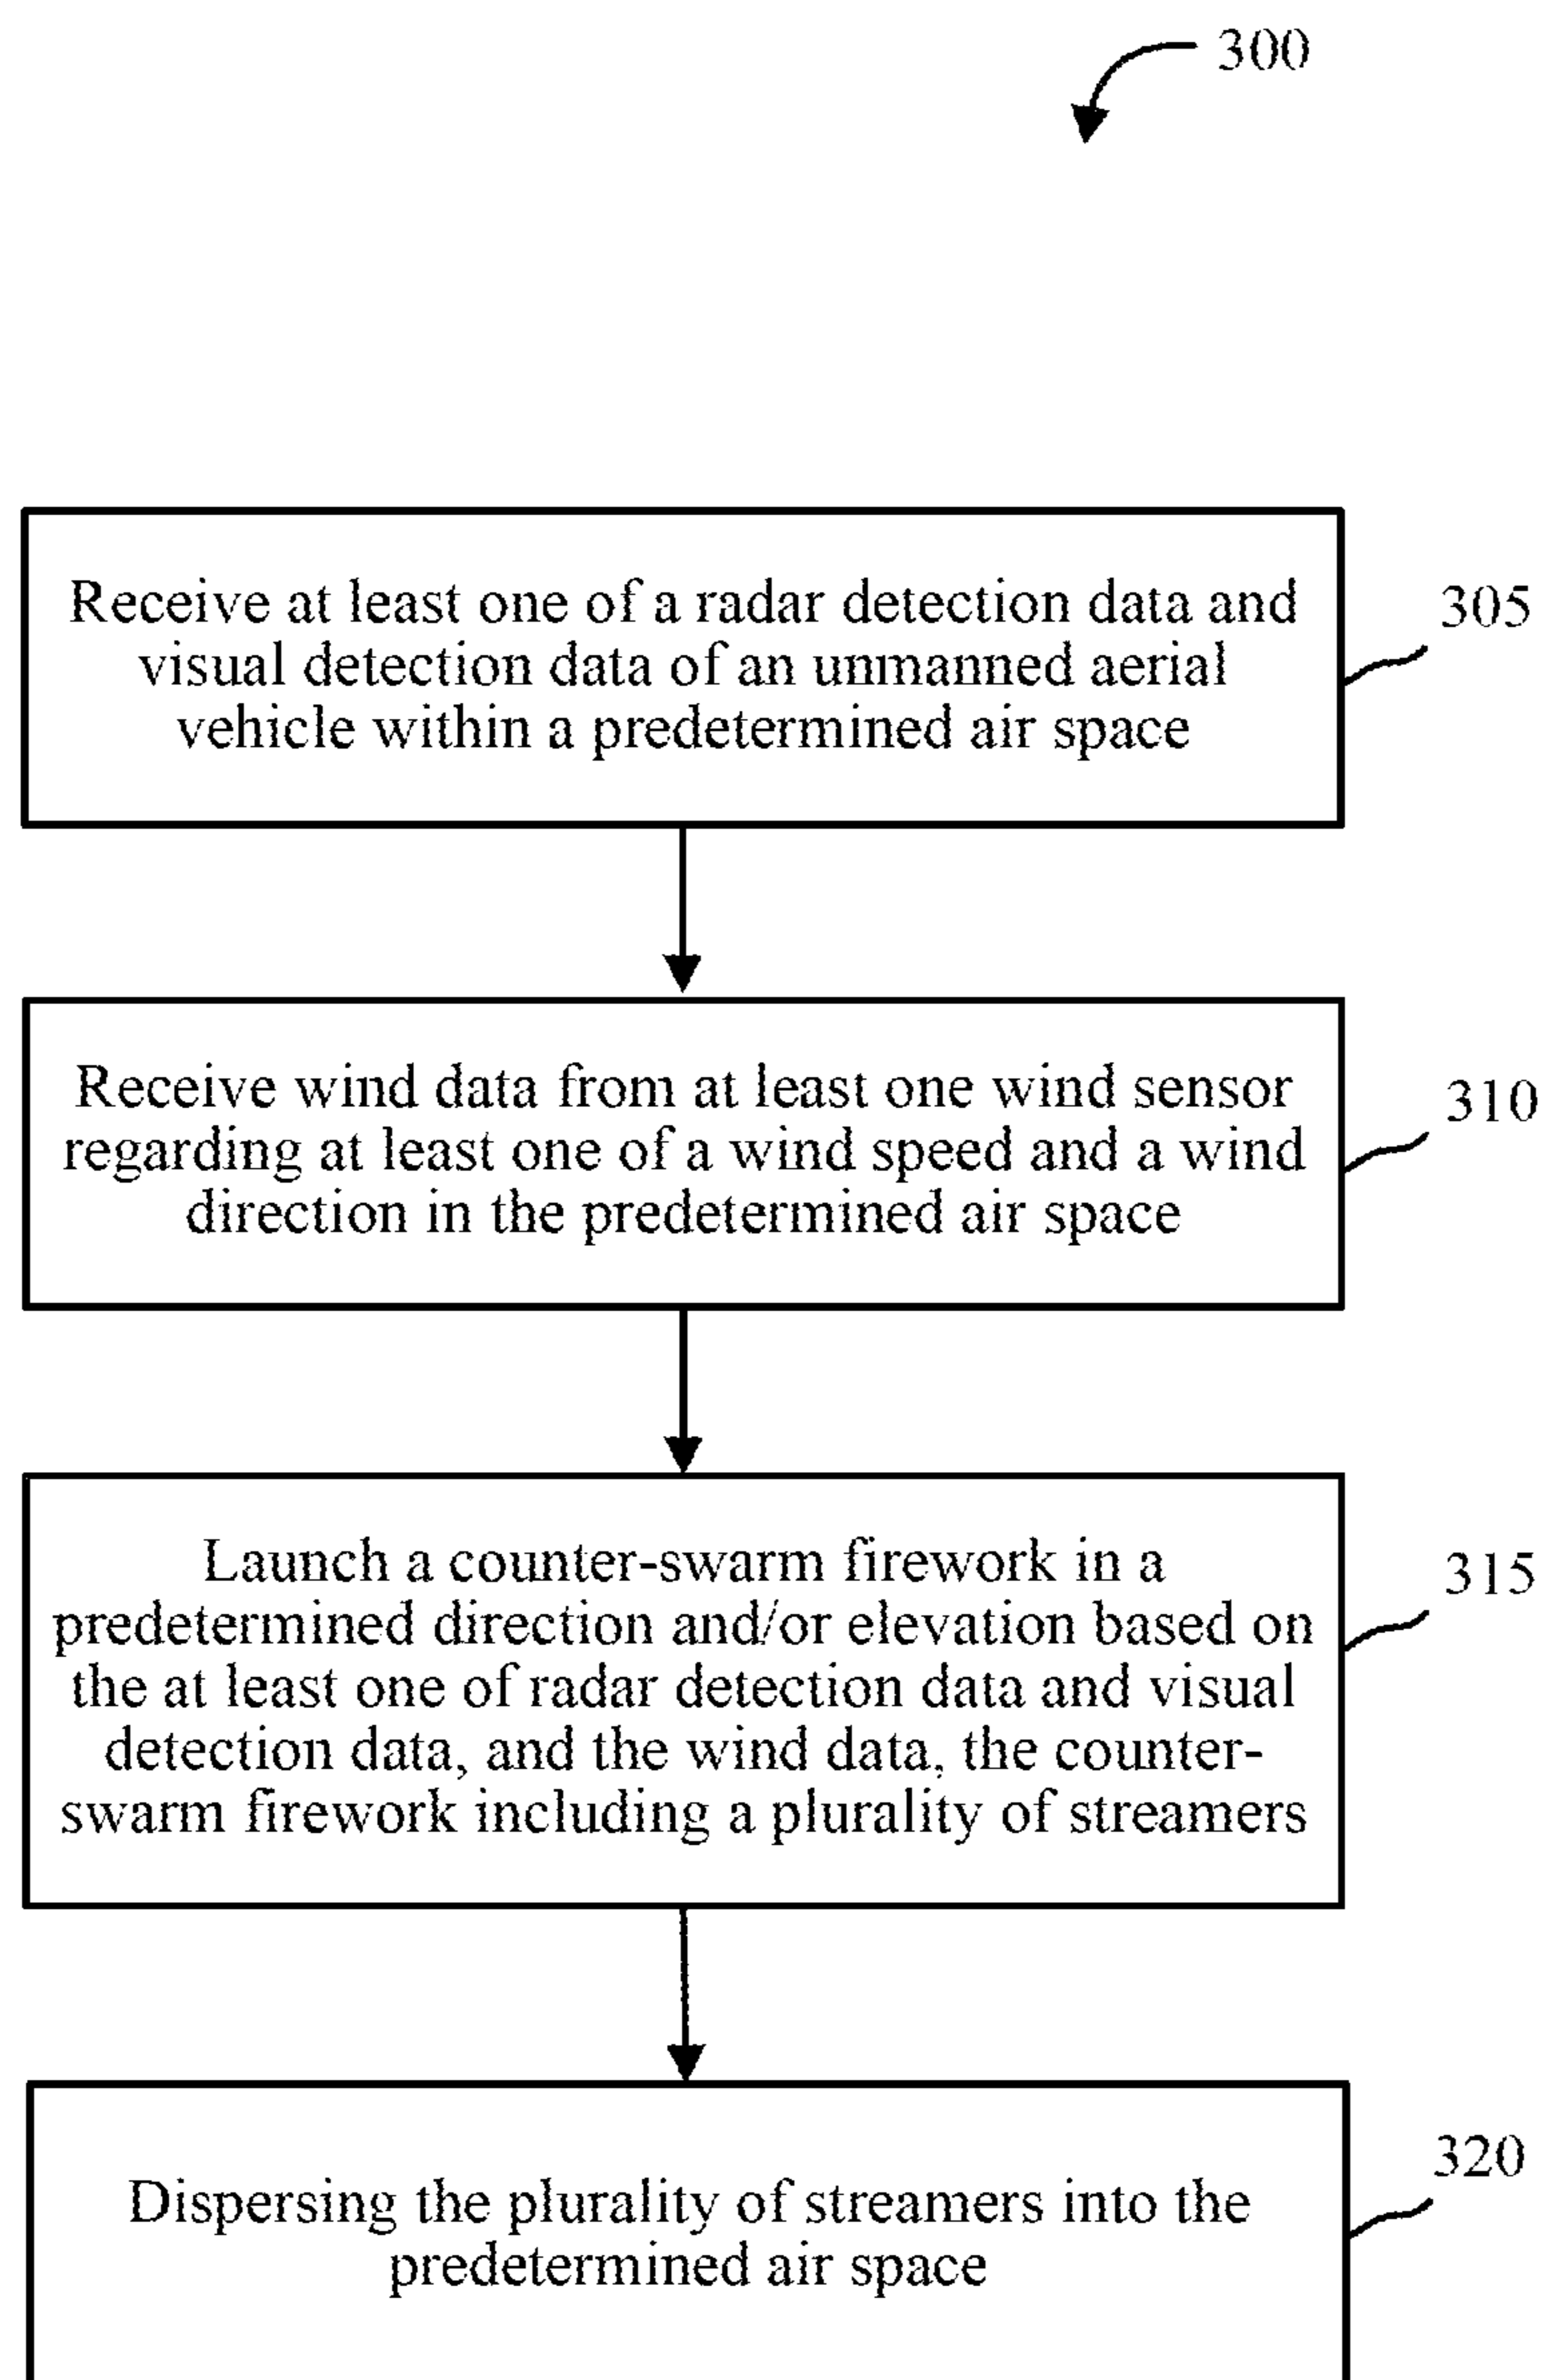 300
Receive at least one of a radar detection data and
visual detection data of an unmanned aerial
vehicle within a predetermined air space
305
Receive wind data from at least one wind sensor
regarding at least one of a wind speed and a wind
direction in the predetermined air space
310
Launch a counter-swarm firework in a
predetermined direction and/or elevation based on
the at least one of radar detection data and visual
detection data, and the wind data, the counter-
swarm firework including a plurality of streamers
315
Dispersing the plurality of streamers into the
predetermined air space
320